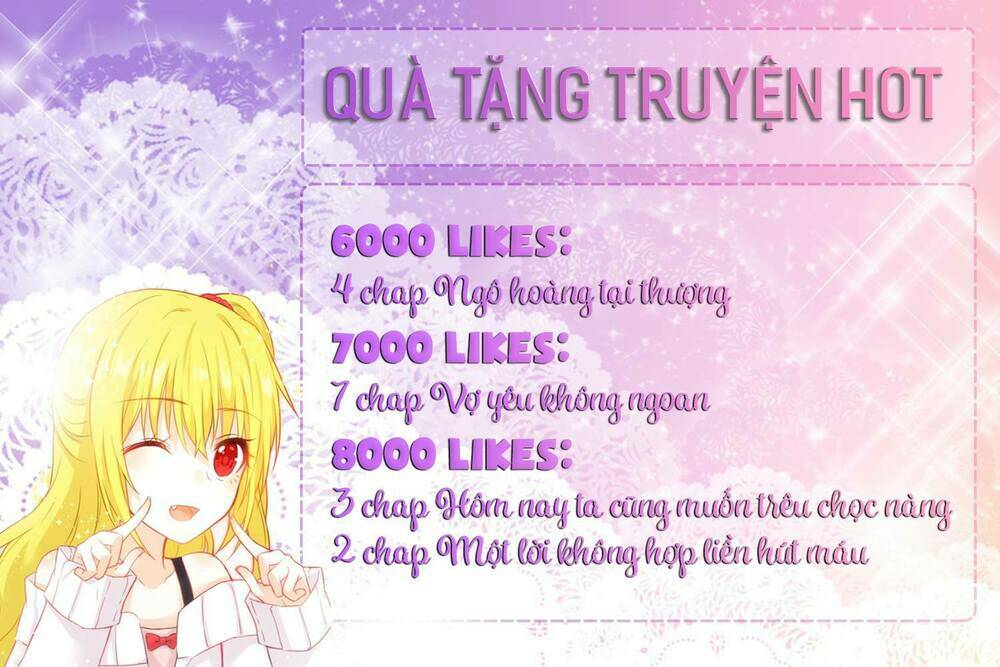 QUÀ TẶNG TRUYỆN HOT
6000 LIKES:
4 chap Ngô hoàng tại thượng
7000 LIKES:
7 chap Vợ yêu không ngoan
8000 LIKES:
3 chap Hôm nay ta cũng muốn trêu chọc nàng
2 chap Một lời không hợp liền hút máu